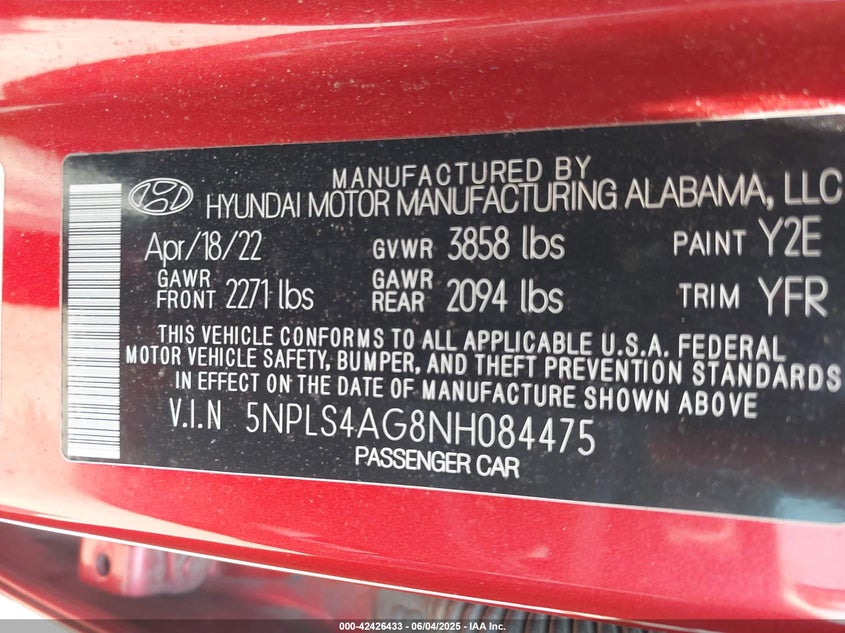 MANUFACTURED BY
HYUNDAI MOTOR MANUFACTURING ALABAMA, LLC
Apr/18/22 GVWR 3858 lbs PAINT Y2E
GAWR FRONT 2271 lbs GAWR REAR 2094 lbs TRIM YFR
THIS VEHICLE CONFORMS TO ALL APPLICABLE U.S.A. FEDERAL
MOTOR VEHICLE SAFETY, BUMPER, AND THEFT PREVENTION STANDARDS
IN EFFECT ON THE DATE OF MANUFACTURE SHOWN ABOVE
V.I.N 5NPLS4AG8NH084475
PASSENGER CAR
000-42426433 - 06/04/2025 - IAA Inc.